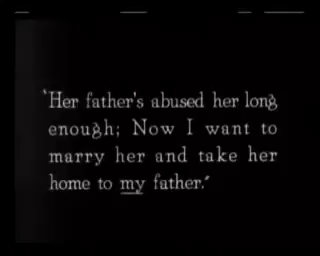 "Her father's abused her long
enough; Now I want to
marry her and take her
home to my father."